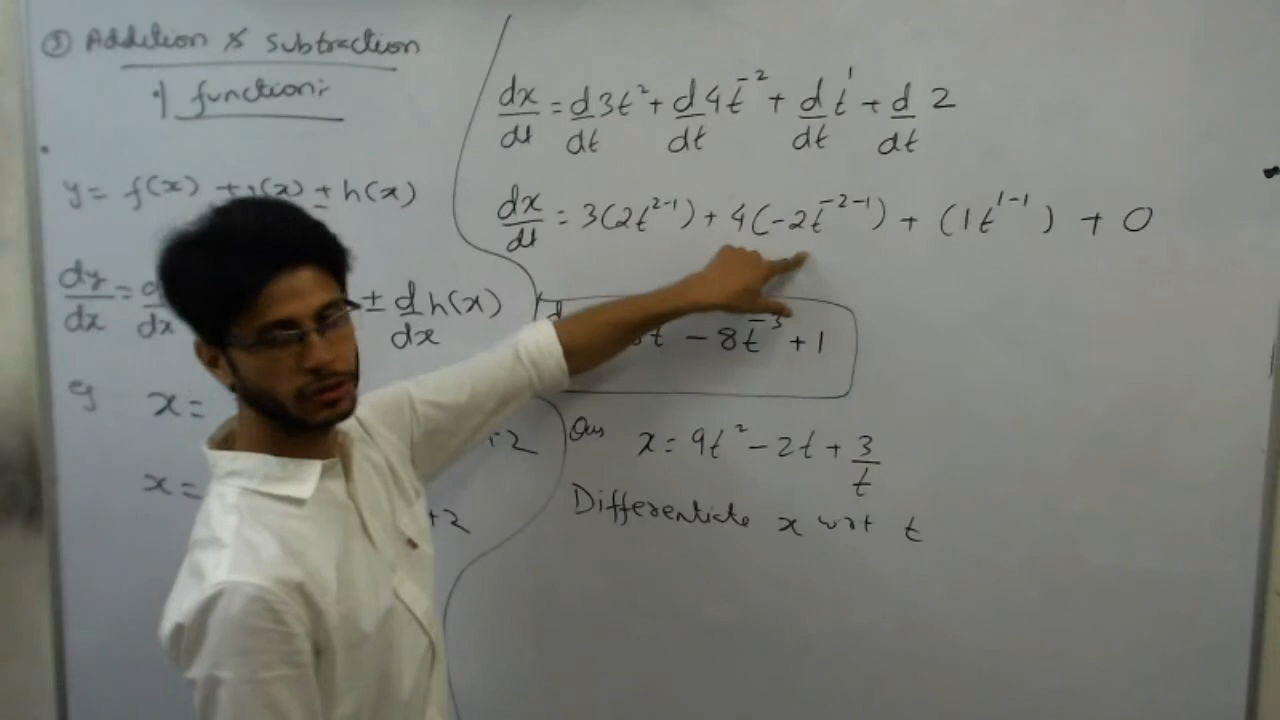 ③ Addition & Subtraction
of function:-
y = f(x) ± g(x) ± h(x)
dy/dx = d/dx ± d/dx h(x)
eg x =
+2
x =
+2
dx/dt = d/dt 3t² + d/dt 4t⁻² + d/dt t¹ + d/dt 2
dx/dt = 3(2t²⁻¹) + 4(-2t⁻²⁻¹) + (1t¹⁻¹) + 0
t - 8t⁻³ + 1
Ques x = 9t² - 2t + 3/t
Differentiate x wrt t